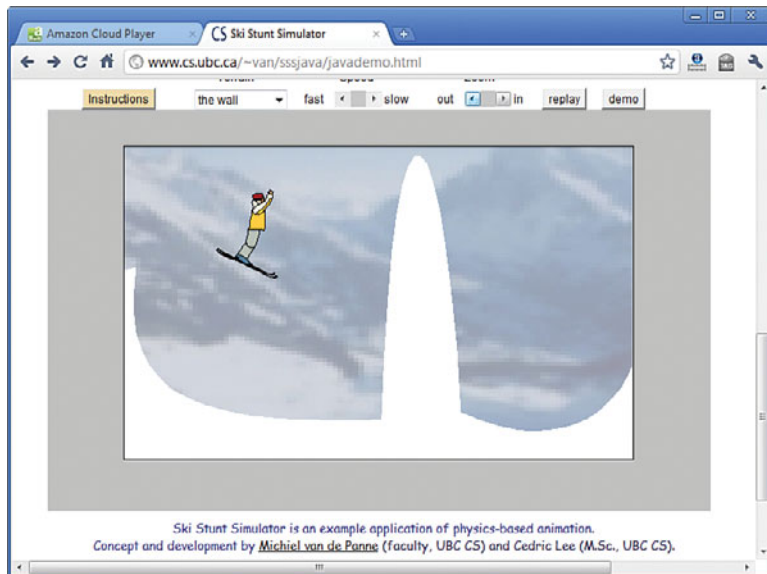 Amazon Cloud Player
CS Ski Stunt Simulator
www.cs.ubc.ca/~van/sssjava/javademo.html
Instructions the wall fast slow out in replay demo
Ski Stunt Simulator is an example application of physics-based animation.
Concept and development by Michiel van de Panne (faculty, UBC CS) and Cedric Lee (M.Sc., UBC CS).